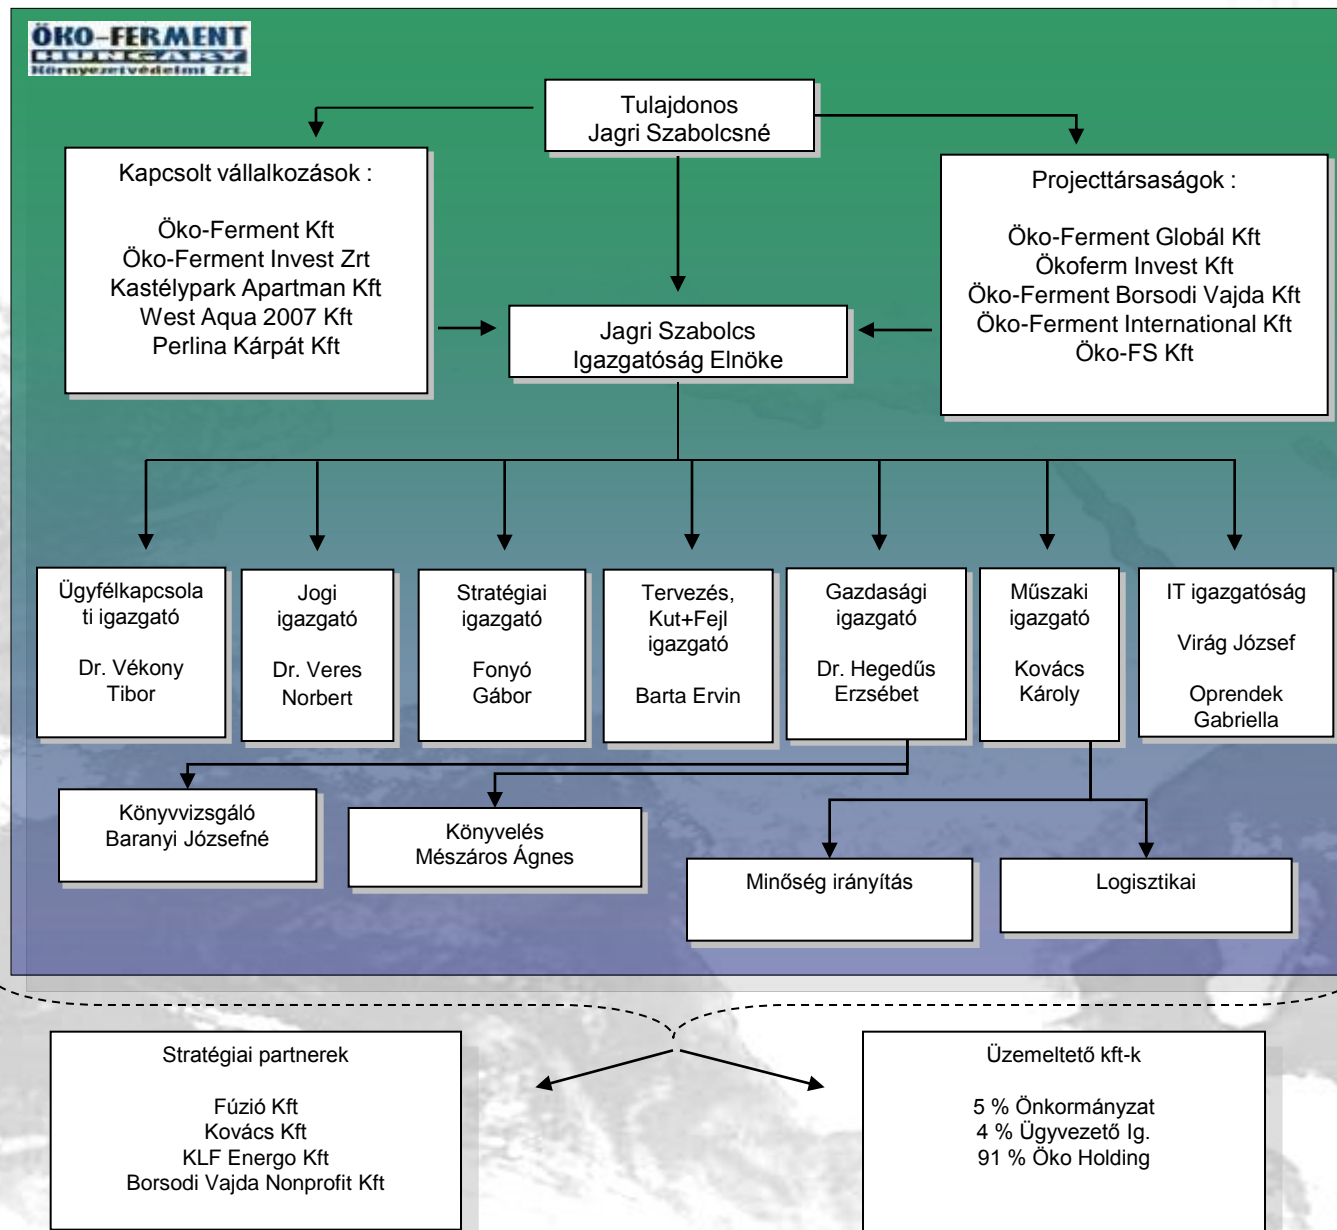 ÖKO-FERMENT
HUNGARY
Környezetvédelmi Zrt.
Tulajdonos
Jagri Szabolcsné
Kapcsolt vállalkozások :
Öko-Ferment Kft
Öko-Ferment Invest Zrt
Kastélypark Apartman Kft
West Aqua 2007 Kft
Perlina Kárpát Kft
Projecttársaságok :
Öko-Ferment Globál Kft
Ökoferm Invest Kft
Öko-Ferment Borsodi Vajda Kft
Öko-Ferment International Kft
Öko-FS Kft
Jagri Szabolcs
Igazgatóság Elnöke
Ügyfélkapcsola
ti igazgató
Dr. Vékony
Tibor
Jogi
igazgató
Dr. Veres
Norbert
Stratégiai
igazgató
Fonyó
Gábor
Tervezés,
Kut+Fejl
igazgató
Barta Ervin
Gazdasági
igazgató
Dr. Hegedűs
Erzsébet
Műszaki
igazgató
Kovács
Károly
IT igazgatóság
Virág József
Oprendek
Gabriella
Könyvvizsgáló
Baranyi Józsefné
Könyvelés
Mészáros Ágnes
Minőség irányítás
Logisztikai
Stratégiai partnerek
Fúzió Kft
Kovács Kft
KLF Energo Kft
Borsodi Vajda Nonprofit Kft
Üzemeltető kft-k
5 % Önkormányzat
4 % Ügyvezető Ig.
91 % Öko Holding